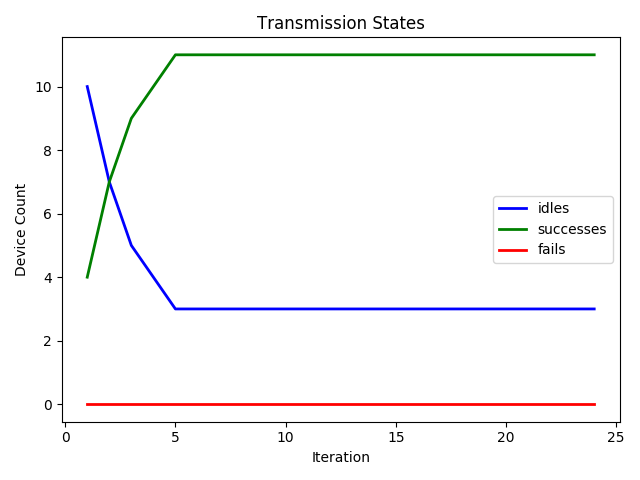 Transmission States
Device Count
10
8
6
4
2
0
idles
successes
fails
0 5 10 15 20 25
Iteration